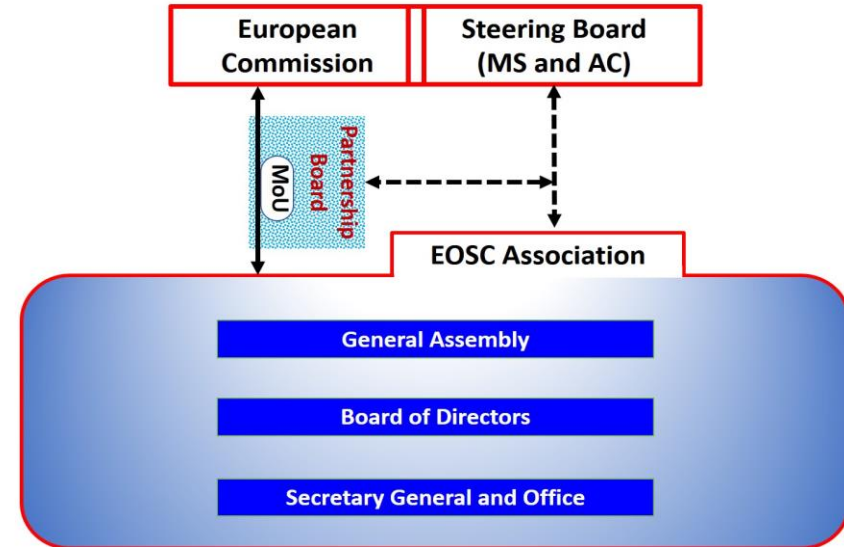 European
Commission
Steering Board
(MS and AC)
Partnership
Board
MoU
EOSC Association
General Assembly
Board of Directors
Secretary General and Office